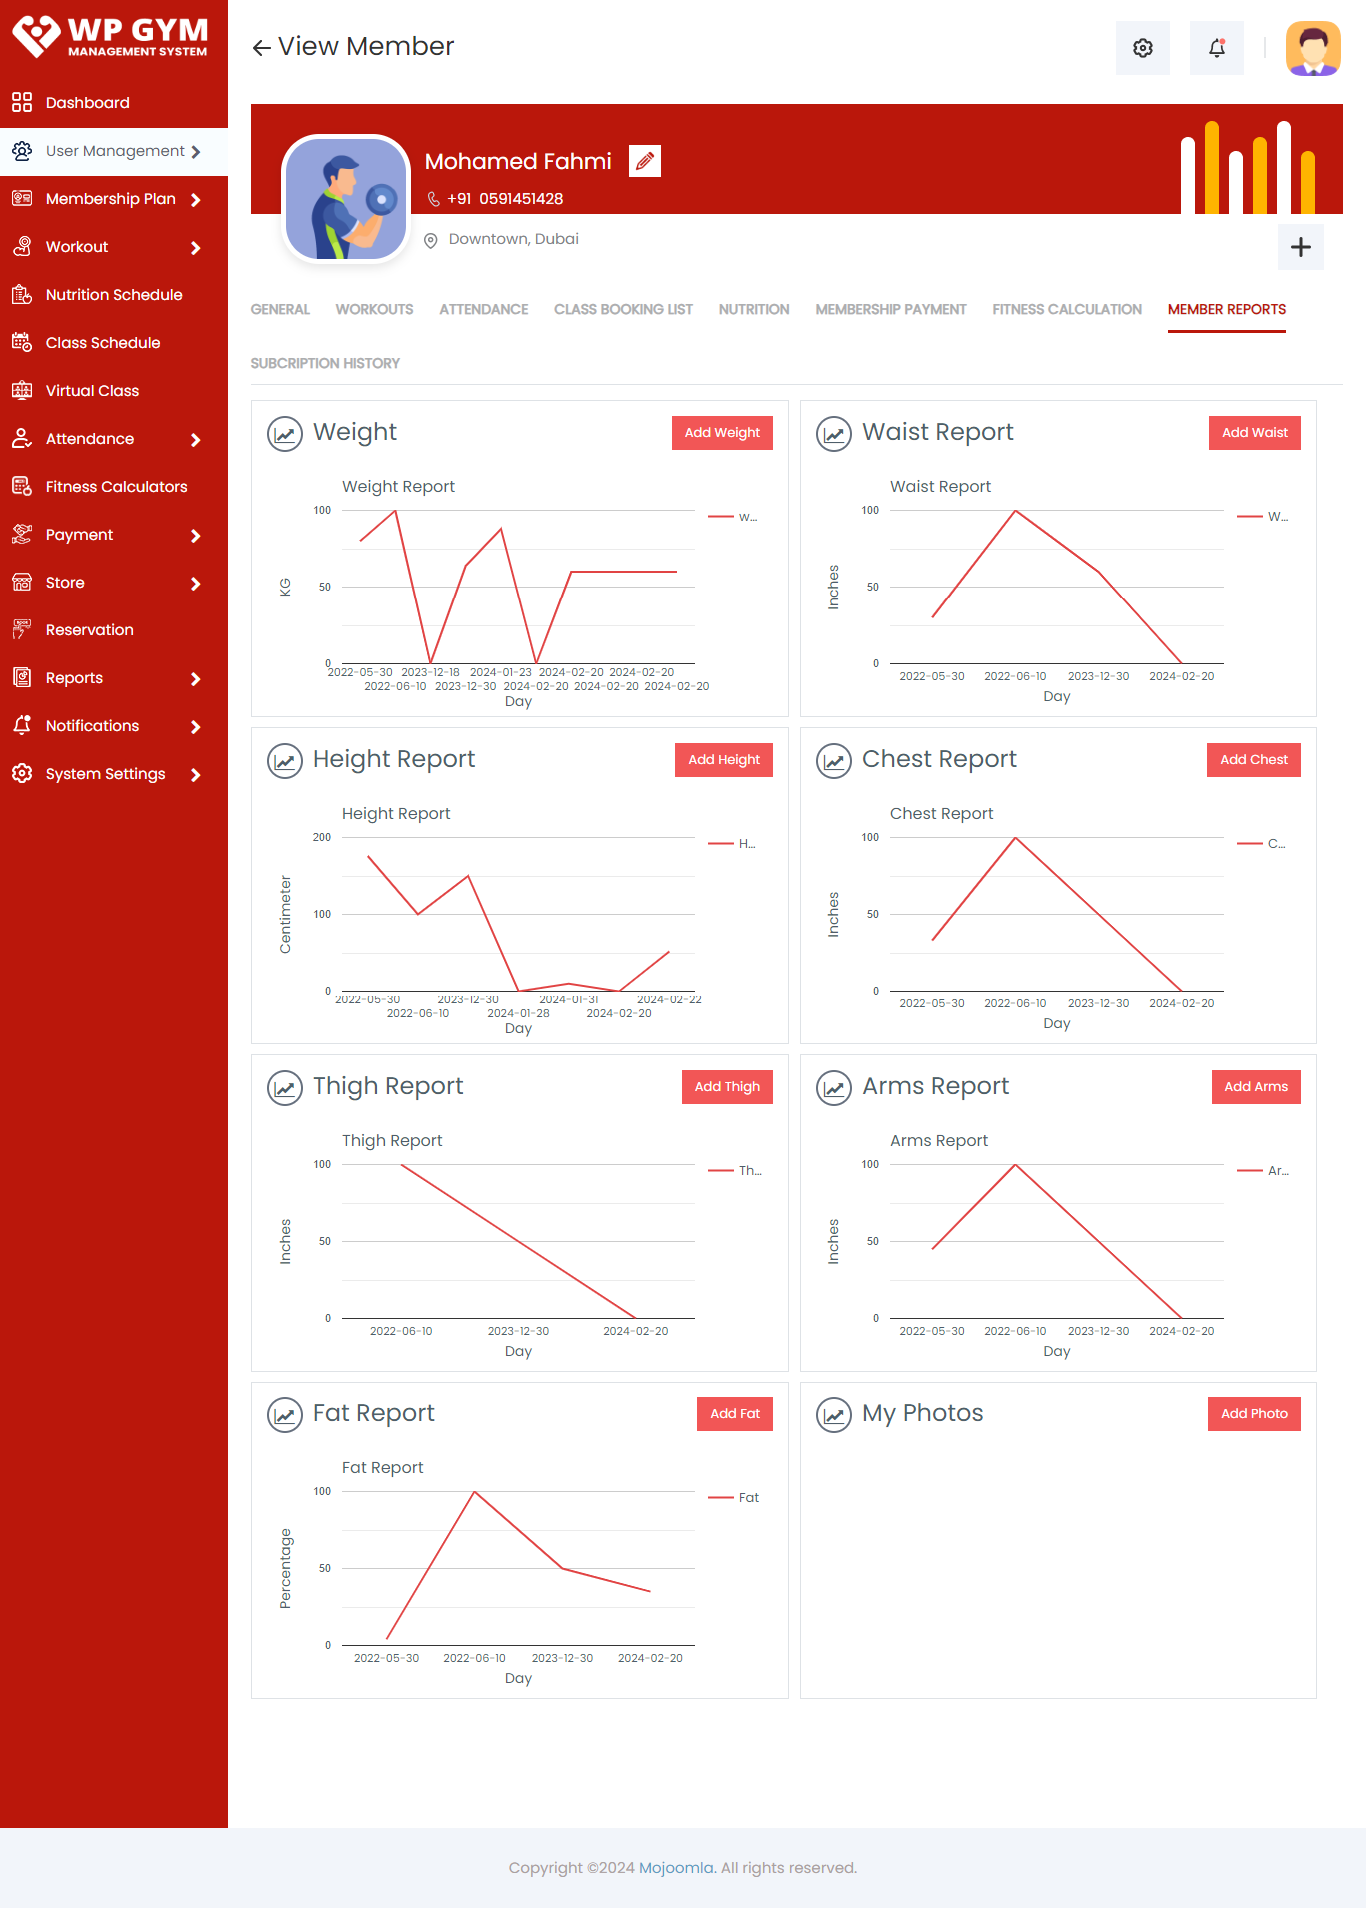 WP GYM
MANAGEMENT SYSTEM
Dashboard
User Management
Membership Plan
Workout
Nutrition Schedule
Class Schedule
Virtual Class
Attendance
Fitness Calculators
Payment
Store
Reservation
Reports
Notifications
System Settings
View Member
Mohamed Fahmi
+91 0591451428
Downtown, Dubai
GENERAL WORKOUTS ATTENDANCE CLASS BOOKING LIST NUTRITION MEMBERSHIP PAYMENT FITNESS CALCULATION MEMBER REPORTS
SUBCRIPTION HISTORY
Weight Add Weight
Weight Report
w...
100
50
0
KG
2022-05-30 2023-12-18 2024-01-23 2024-02-20 2024-02-20
2022-06-10 2023-12-30 2024-02-20 2024-02-20 2024-02-20
Day
Waist Report Add Waist
Waist Report
W...
100
50
0
Inches
2022-05-30 2022-06-10 2023-12-30 2024-02-20
Day
Height Report Add Height
Height Report
H...
200
100
0
Centimeter
2022-05-30 2023-12-30 2024-01-31 2024-02-22
2022-06-10 2024-01-28 2024-02-20
Day
Chest Report Add Chest
Chest Report
C...
100
50
0
Inches
2022-05-30 2022-06-10 2023-12-30 2024-02-20
Day
Thigh Report Add Thigh
Thigh Report
Th...
100
50
0
Inches
2022-06-10 2023-12-30 2024-02-20
Day
Arms Report Add Arms
Arms Report
Ar...
100
50
0
Inches
2022-05-30 2022-06-10 2023-12-30 2024-02-20
Day
Fat Report Add Fat
Fat Report
Fat
100
50
0
Percentage
2022-05-30 2022-06-10 2023-12-30 2024-02-20
Day
My Photos Add Photo
Copyright ©2024 Mojoomla. All rights reserved.